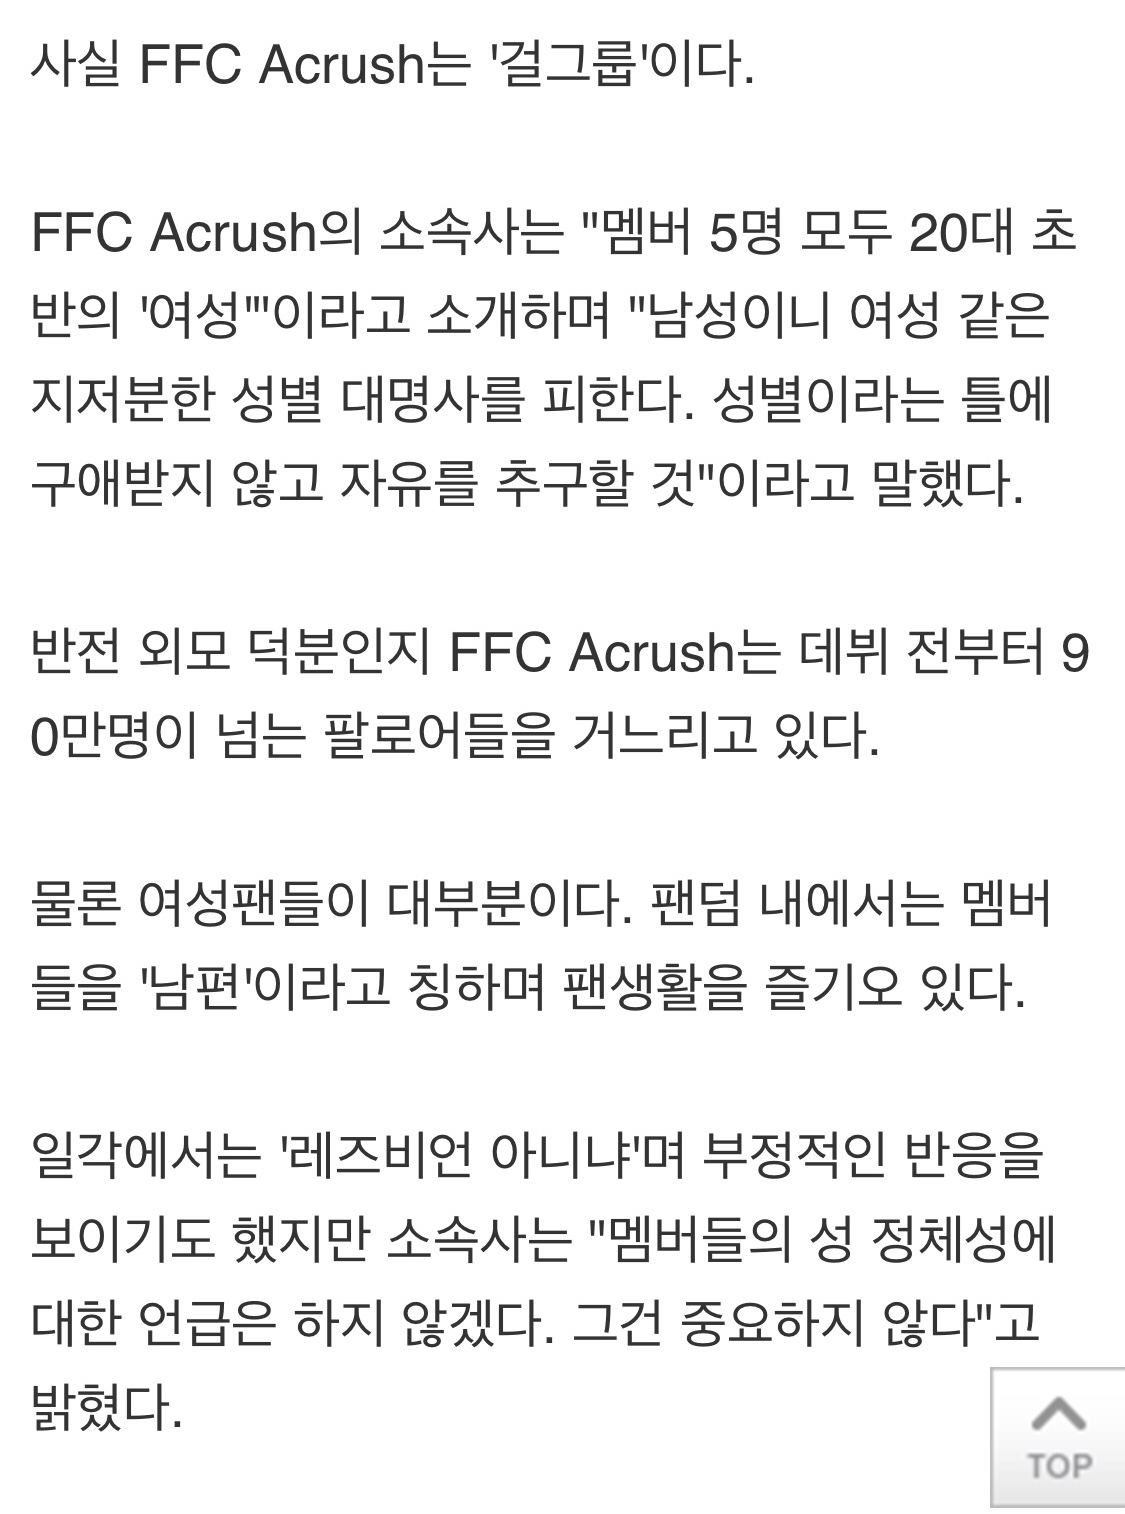 사실 FFC Acrush는 '걸그룹'이다.
FFC Acrush의 소속사는 "멤버 5명 모두 20대 초
반의 '여성'"이라고 소개하며 "남성이니 여성 같은
지저분한 성별 대명사를 피한다. 성별이라는 틀에
구애받지 않고 자유를 추구할 것"이라고 말했다.
반전 외모 덕분인지 FFC Acrush는 데뷔 전부터 9
0만명이 넘는 팔로어들을 거느리고 있다.
물론 여성팬들이 대부분이다. 팬덤 내에서는 멤버
들을 '남편'이라고 칭하며 팬생활을 즐기오 있다.
일각에서는 '레즈비언 아니냐'며 부정적인 반응을
보이기도 했지만 소속사는 "멤버들의 성 정체성에
대한 언급은 하지 않겠다. 그건 중요하지 않다"고
밝혔다.
TOP